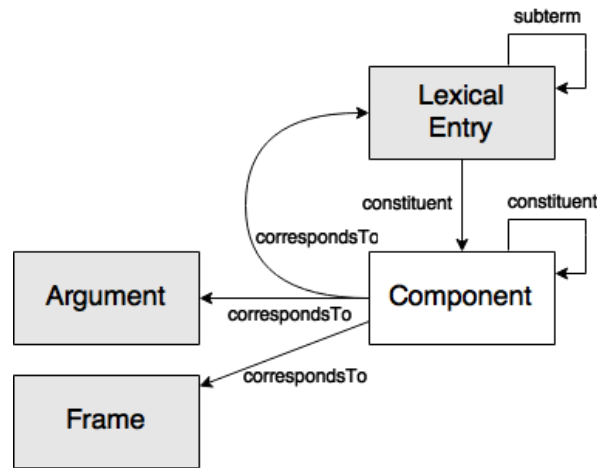 subterm
Lexical
Entry
constituent
constituent
correspondsTo
Argument
Component
correspondsTo
correspondsTo
Frame